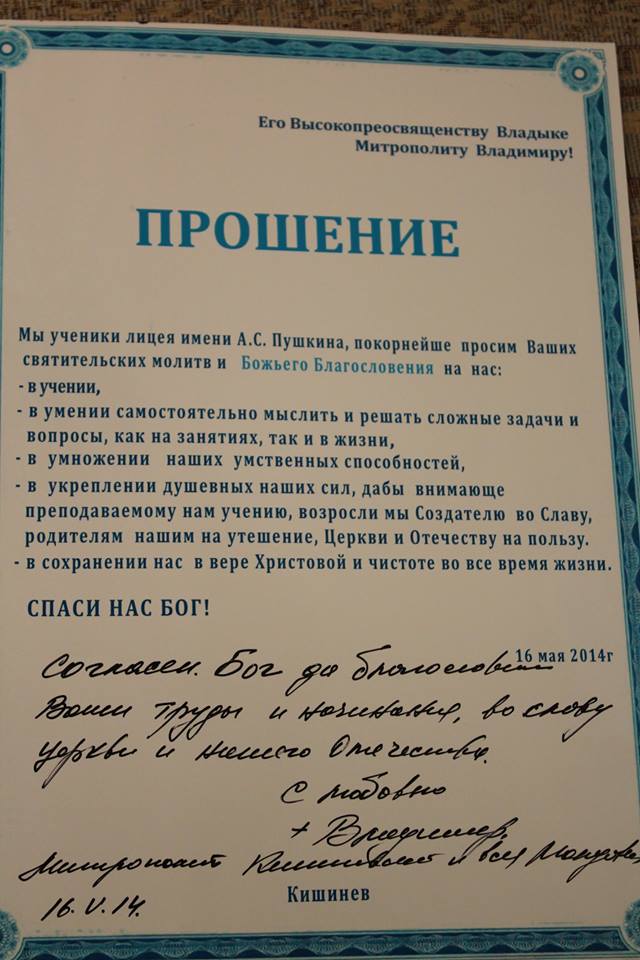 Его Высокопреосвященству Владыке
Митрополиту Владимиру!
ПРОШЕНИЕ
Мы ученики лицея имени А.С. Пушкина, покорнейше просим Ваших
святительских молитв и Божьего Благословения на нас:
- в учении,
- в умении самостоятельно мыслить и решать сложные задачи и
вопросы, как на занятиях, так и в жизни,
- в умножении наших умственных способностей,
- в укреплении душевных наших сил, дабы внимающе
преподаваемому нам учению, возросли мы Создателю во Славу,
родителям нашим на утешение, Церкви и Отечеству на пользу.
- в сохранении нас в вере Христовой и чистоте во все время жизни.
СПАСИ НАС БОГ!
16 мая 2014г
Согласен. Бог да благословит
Ваши труды и начинания, во славу
Церкви и нашего Отечества.
С любовию
+ Владимир,
Митрополит Кишиневский и всея Молдовы
Кишинев
16.V.14.